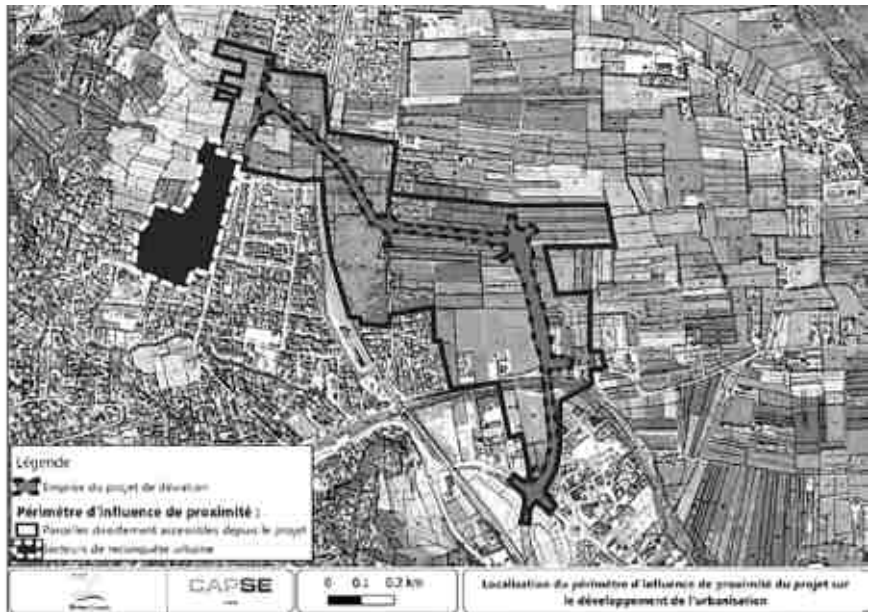 Légende
Emprise du projet de déviation
Périmètre d'influence de proximité :
Parcelles directement accessibles depuis le projet
Secteurs de reconquête urbaine
CAPSE
0 0.1 0.2 km
Localisation du périmètre d'influence de proximité du projet sur
le développement de l'urbanisation